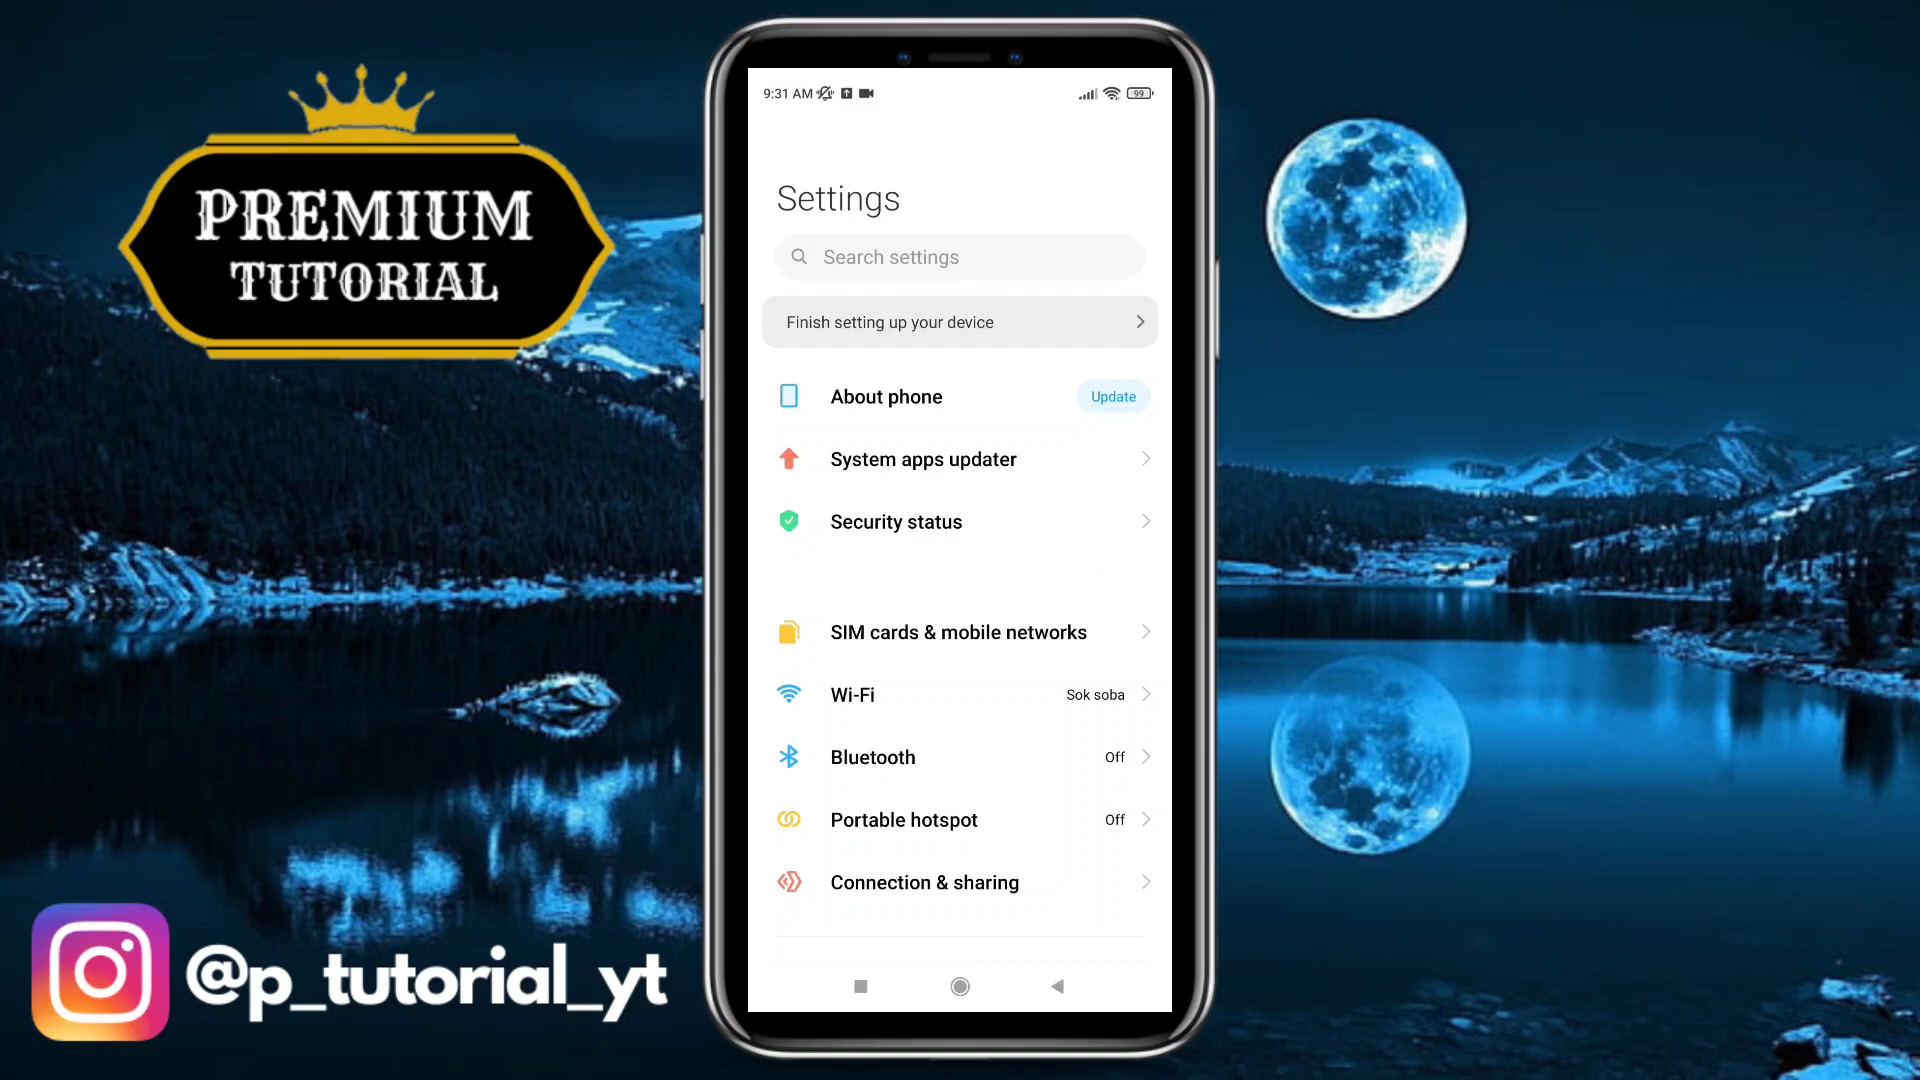 PREMIUM
TUTORIAL
@p_tutorial_yt
9:31 AM
99
Settings
Search settings
Finish setting up your device
About phone
Update
System apps updater
Security status
SIM cards & mobile networks
Wi-Fi
Sok soba
Bluetooth
Off
Portable hotspot
Off
Connection & sharing